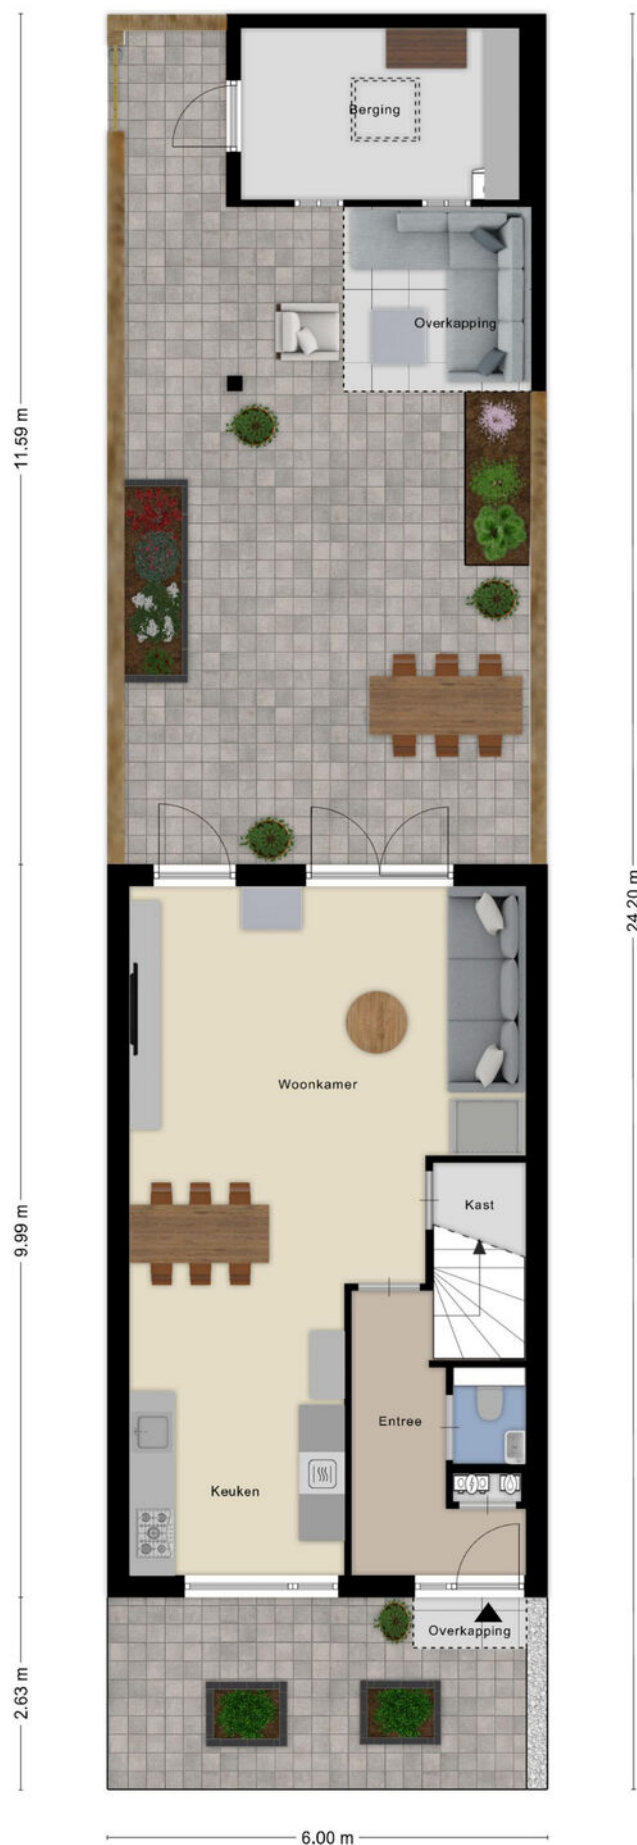 Berging
Overkapping
11.59 m
24.20 m
Woonkamer
Kast
9.99 m
Entree
Keuken
Overkapping
2.63 m
6.00 m